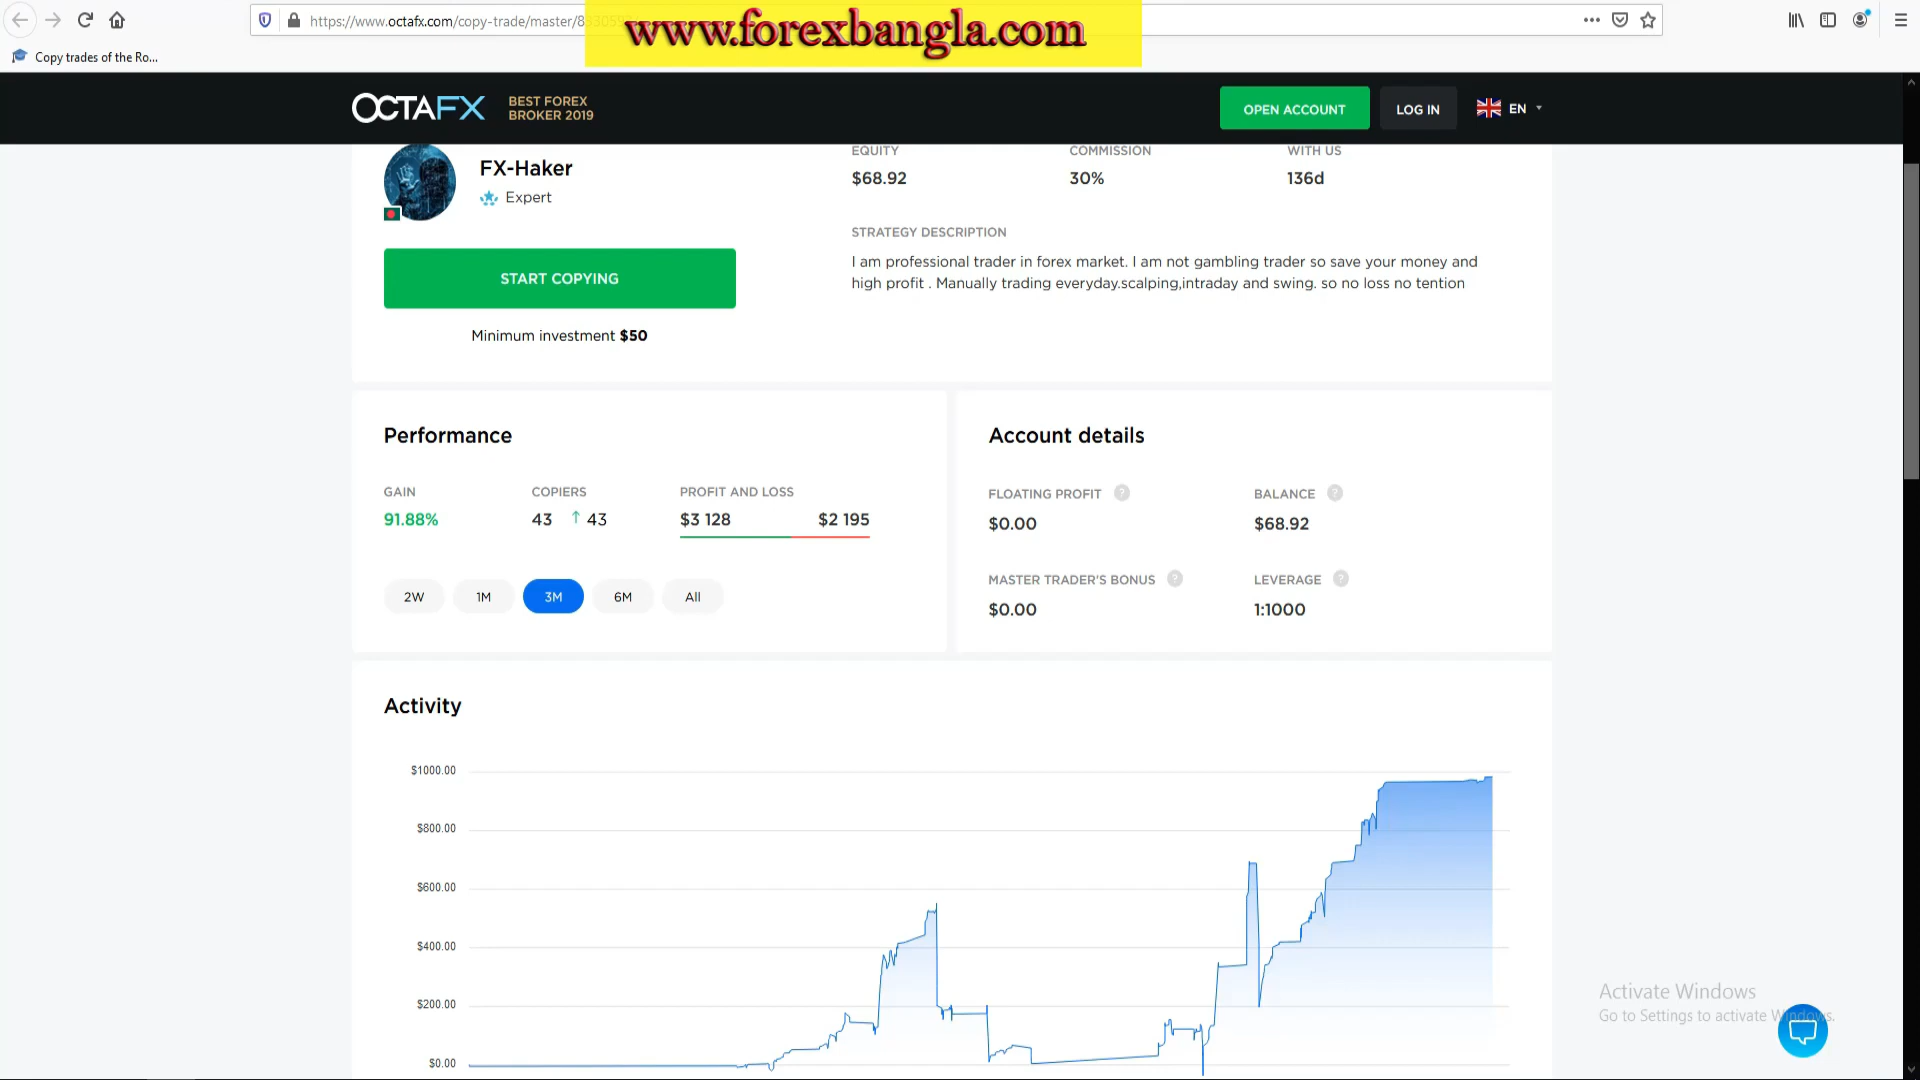 https://www.octafx.com/copy-trade/master/8
www.forexbangla.com
Copy trades of the Ro...
OCTAFX
BEST FOREX
BROKER 2019
OPEN ACCOUNT
LOG IN
EN
FX-Haker
Expert
START COPYING
Minimum investment $50
EQUITY
COMMISSION
WITH US
$68.92
30%
136d
STRATEGY DESCRIPTION
I am professional trader in forex market. I am not gambling trader so save your money and
high profit . Manually trading everyday.scalping,intraday and swing. so no loss no tention
Performance
GAIN
COPIERS
PROFIT AND LOSS
91.88%
43 ↑ 43
$3 128
$2 195
2W
1M
3M
6M
All
Account details
FLOATING PROFIT ?
BALANCE ?
$0.00
$68.92
MASTER TRADER'S BONUS ?
LEVERAGE ?
$0.00
1:1000
Activity
$1000.00
$800.00
$600.00
$400.00
$200.00
$0.00
Activate Windows
Go to Settings to activate Windows.